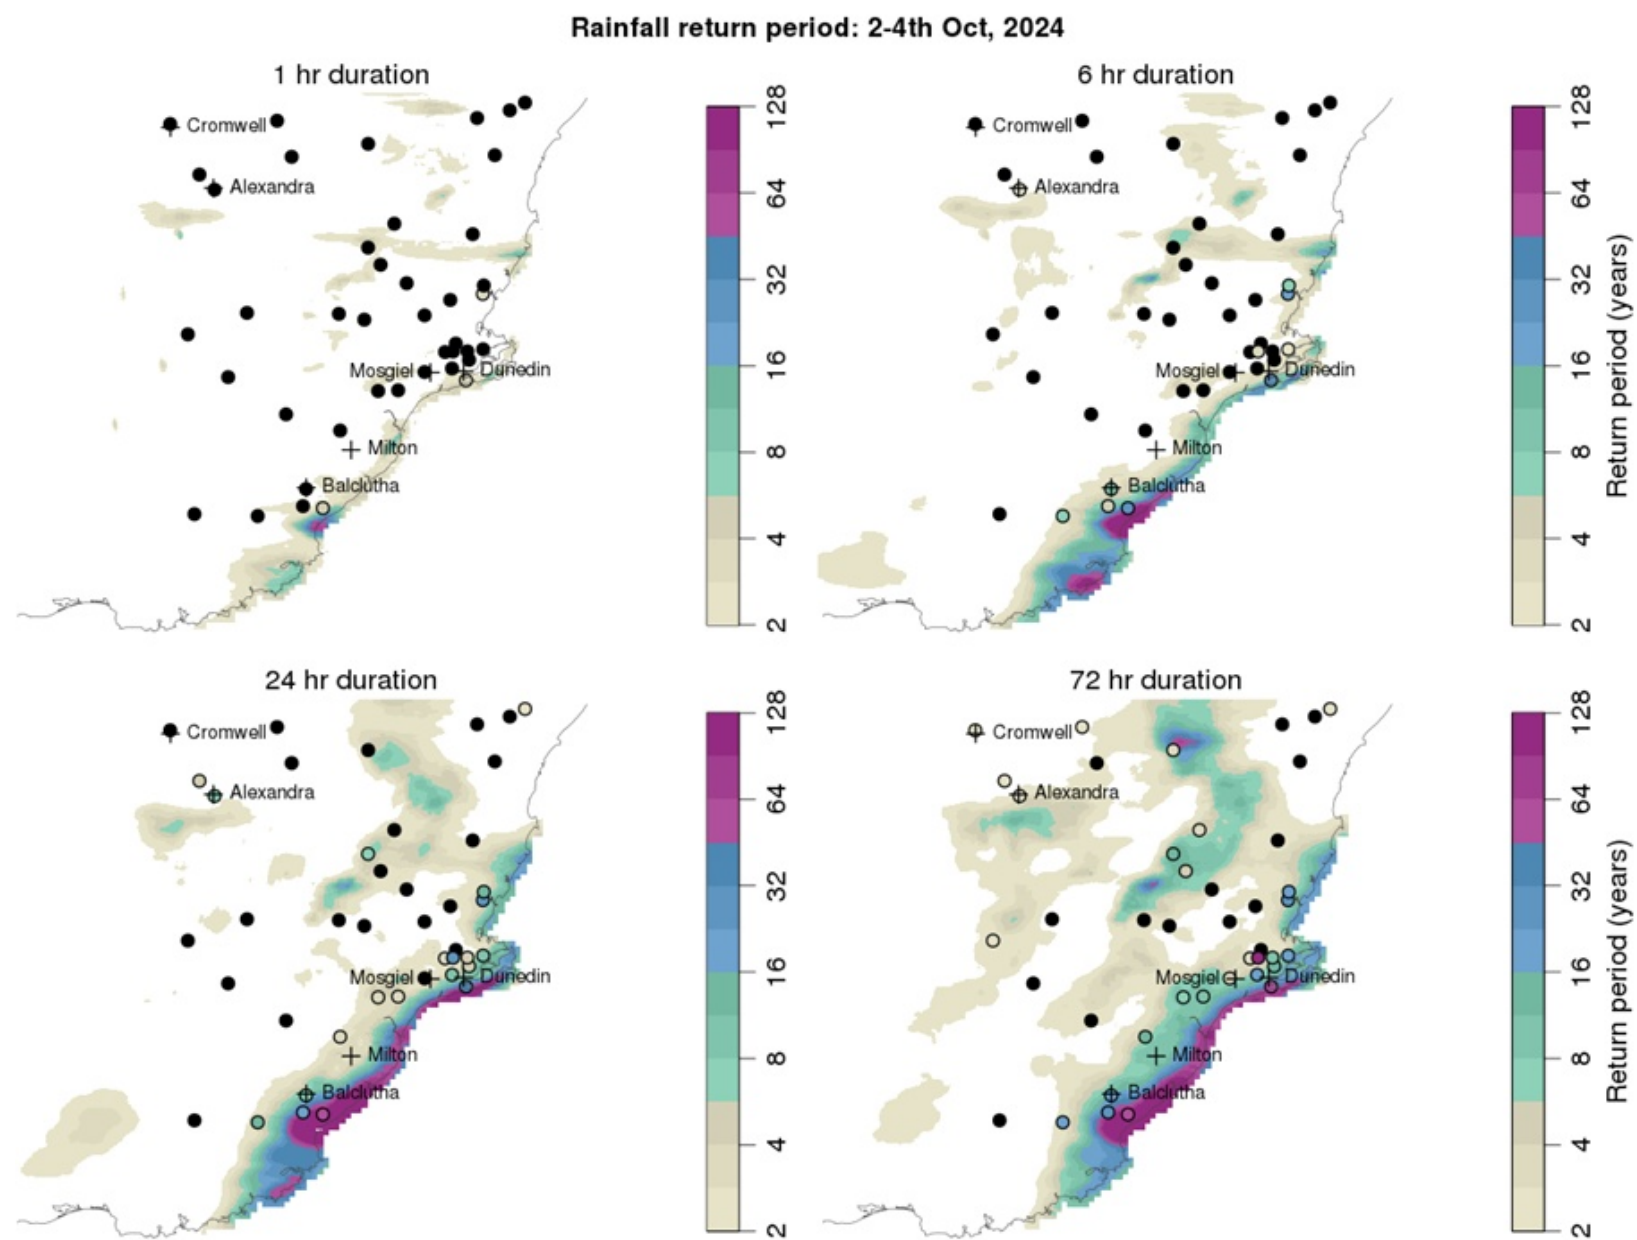 Rainfall return period: 2-4th Oct, 2024
1 hr duration
Cromwell
Alexandra
Mosgiel
Dunedin
Milton
Balclutha
128
64
32
16
8
4
2
6 hr duration
Cromwell
Alexandra
Mosgiel
Dunedin
Milton
Balclutha
128
64
32
16
8
4
2
Return period (years)
24 hr duration
Cromwell
Alexandra
Mosgiel
Dunedin
Milton
Balclutha
128
64
32
16
8
4
2
72 hr duration
Cromwell
Alexandra
Mosgiel
Dunedin
Milton
Balclutha
128
64
32
16
8
4
2
Return period (years)